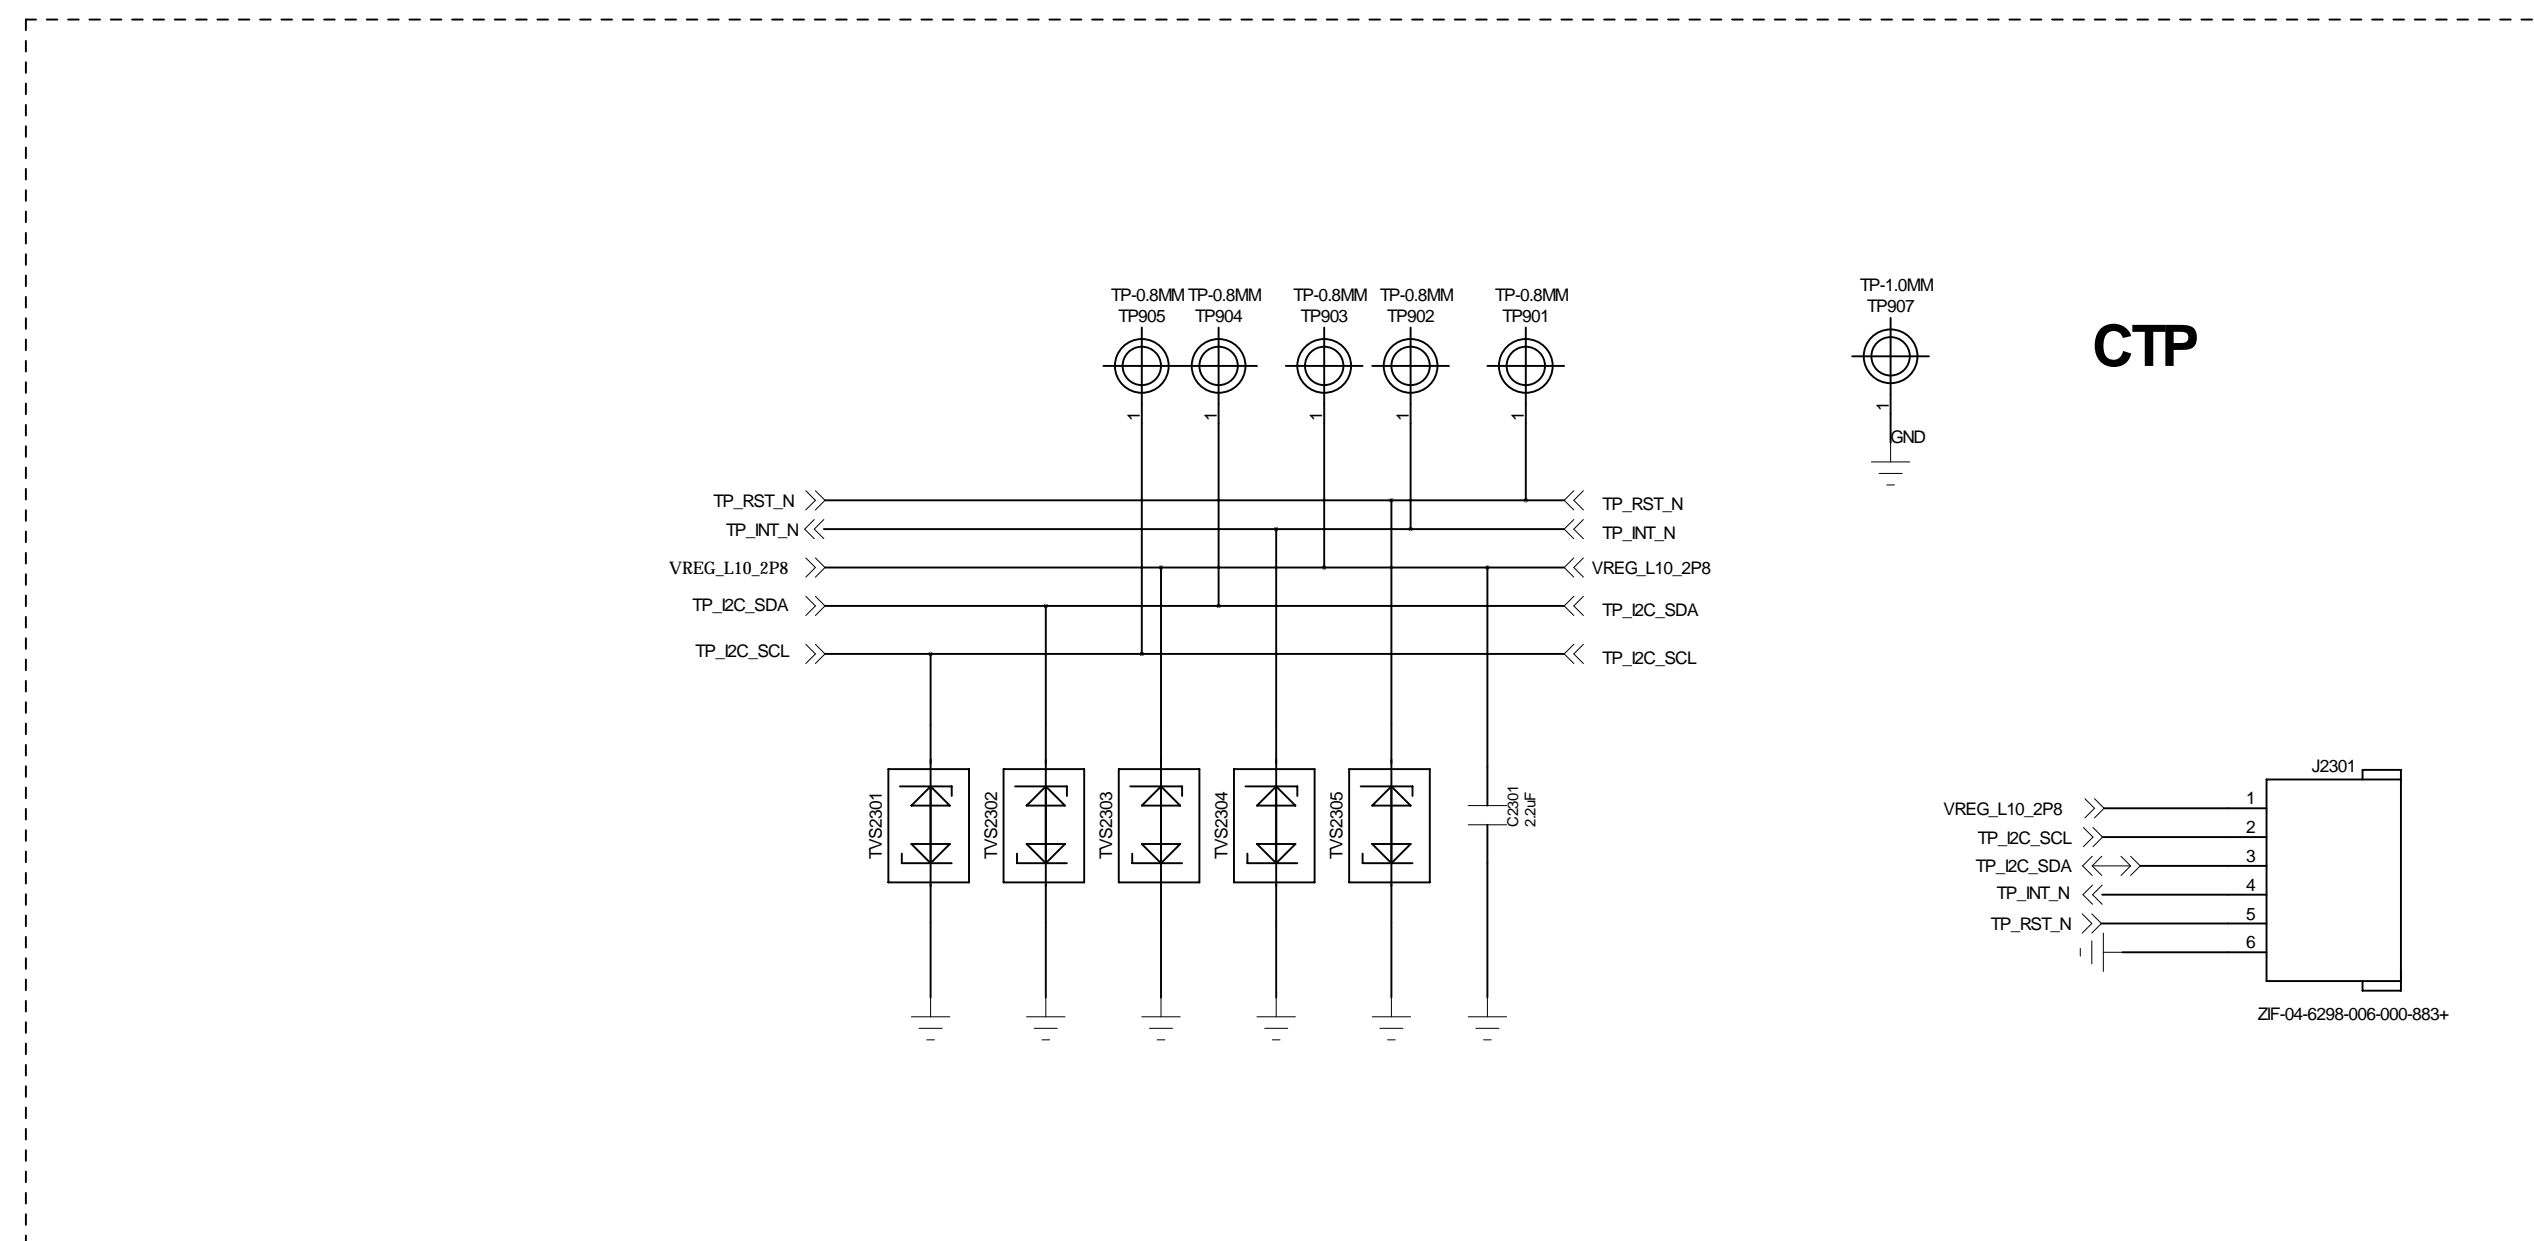 TP-0.8MM TP-0.8MM TP-0.8MM TP-0.8MM TP-0.8MM
TP905 TP904 TP903 TP902 TP901
TP-1.0MM
TP907
CTP
1 1 1 1 1
1
GND
TP_RST_N TP_RST_N
TP_INT_N TP_INT_N
VREG_L10_2P8 VREG_L10_2P8
TP_I2C_SDA TP_I2C_SDA
TP_I2C_SCL TP_I2C_SCL
TVS2301
TVS2302
TVS2303
TVS2304
TVS2305
C2301
2.2uF
J2301
VREG_L10_2P8 1
TP_I2C_SCL 2
TP_I2C_SDA 3
TP_INT_N 4
TP_RST_N 5
6
ZIF-04-6298-006-000-883+